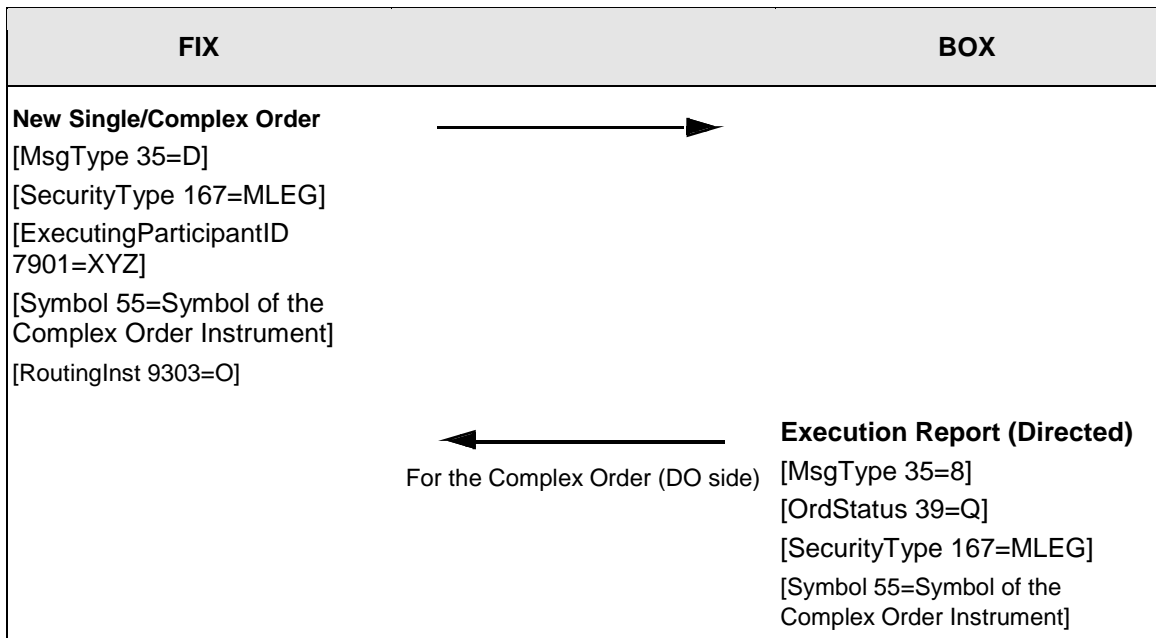 FIX
BOX
New Single/Complex Order
[MsgType 35=D]
[SecurityType 167=MLEG]
[ExecutingParticipantID
7901=XYZ]
[Symbol 55=Symbol of the
Complex Order Instrument]
[RoutingInst 9303=O]
For the Complex Order (DO side)
Execution Report (Directed)
[MsgType 35=8]
[OrdStatus 39=Q]
[SecurityType 167=MLEG]
[Symbol 55=Symbol of the
Complex Order Instrument]